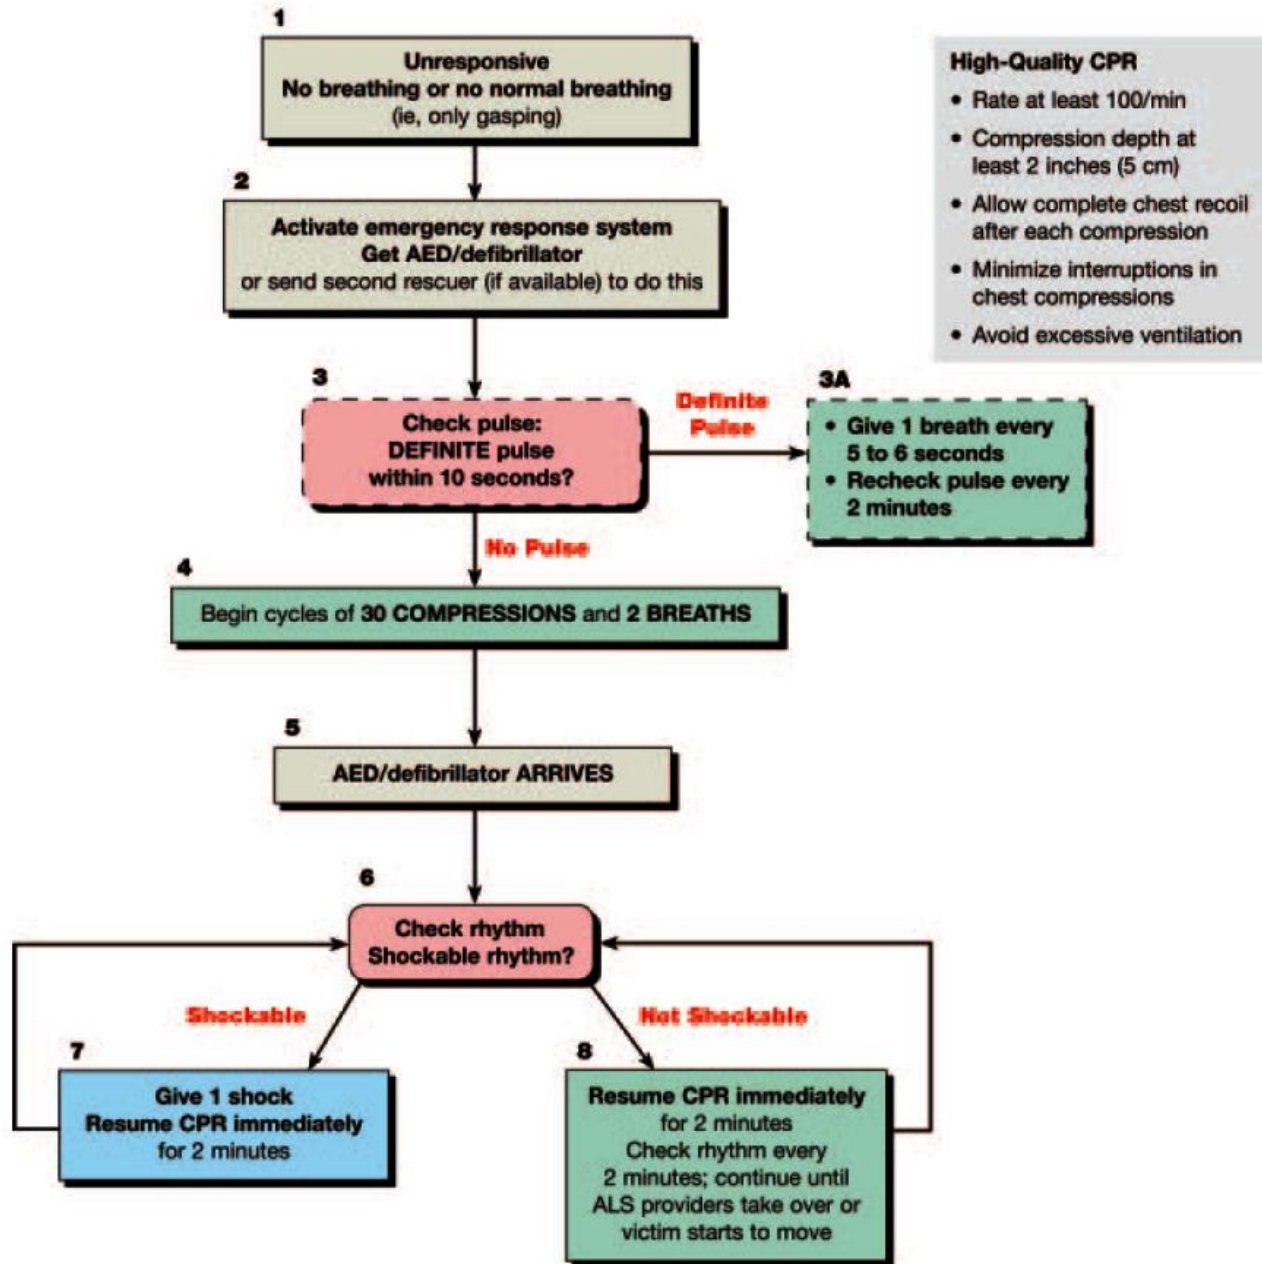 1
Unresponsive
No breathing or no normal breathing
(ie, only gasping)
High-Quality CPR
• Rate at least 100/min
• Compression depth at
least 2 inches (5 cm)
• Allow complete chest recoil
after each compression
• Minimize interruptions in
chest compressions
• Avoid excessive ventilation
2
Activate emergency response system
Get AED/defibrillator
or send second rescuer (if available) to do this
3
Check pulse:
DEFINITE pulse
within 10 seconds?
Definite
Pulse
3A
• Give 1 breath every
5 to 6 seconds
• Recheck pulse every
2 minutes
No Pulse
4
Begin cycles of 30 COMPRESSIONS and 2 BREATHS
5
AED/defibrillator ARRIVES
6
Check rhythm
Shockable rhythm?
Shockable
Not Shockable
7
Give 1 shock
Resume CPR immediately
for 2 minutes
8
Resume CPR immediately
for 2 minutes
Check rhythm every
2 minutes; continue until
ALS providers take over or
victim starts to move